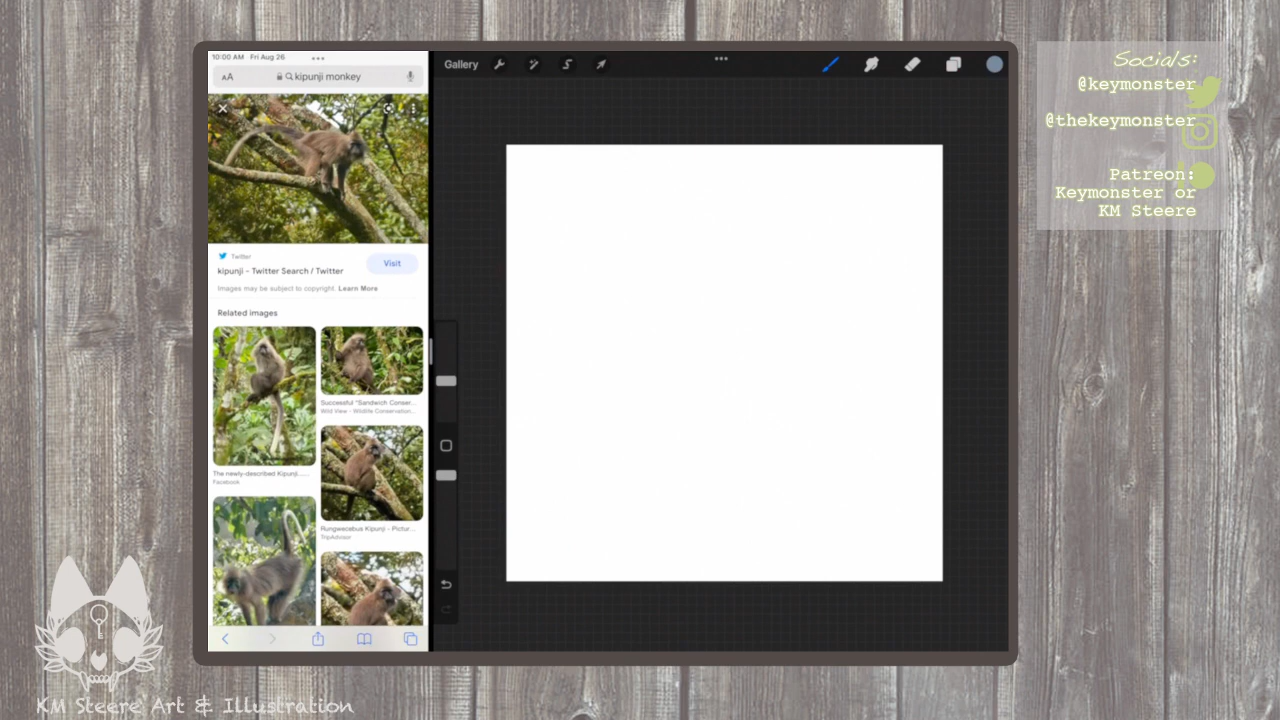 10:00 AM Fri Aug 26
AA
kipunji monkey
Twitter
kipunji - Twitter Search / Twitter
Visit
Images may be subject to copyright. Learn More
Related images
Successful "Sandwich Conser...
Wild View - Wildlife Conservation...
The newly-described Kipunji......
Facebook
Rungwecebus Kipunji - Pictur...
TripAdvisor
Gallery
Socials:
@keymonster
@thekeymonster
Patreon:
Keymonster or
KM Steere
KM Steere Art & Illustration